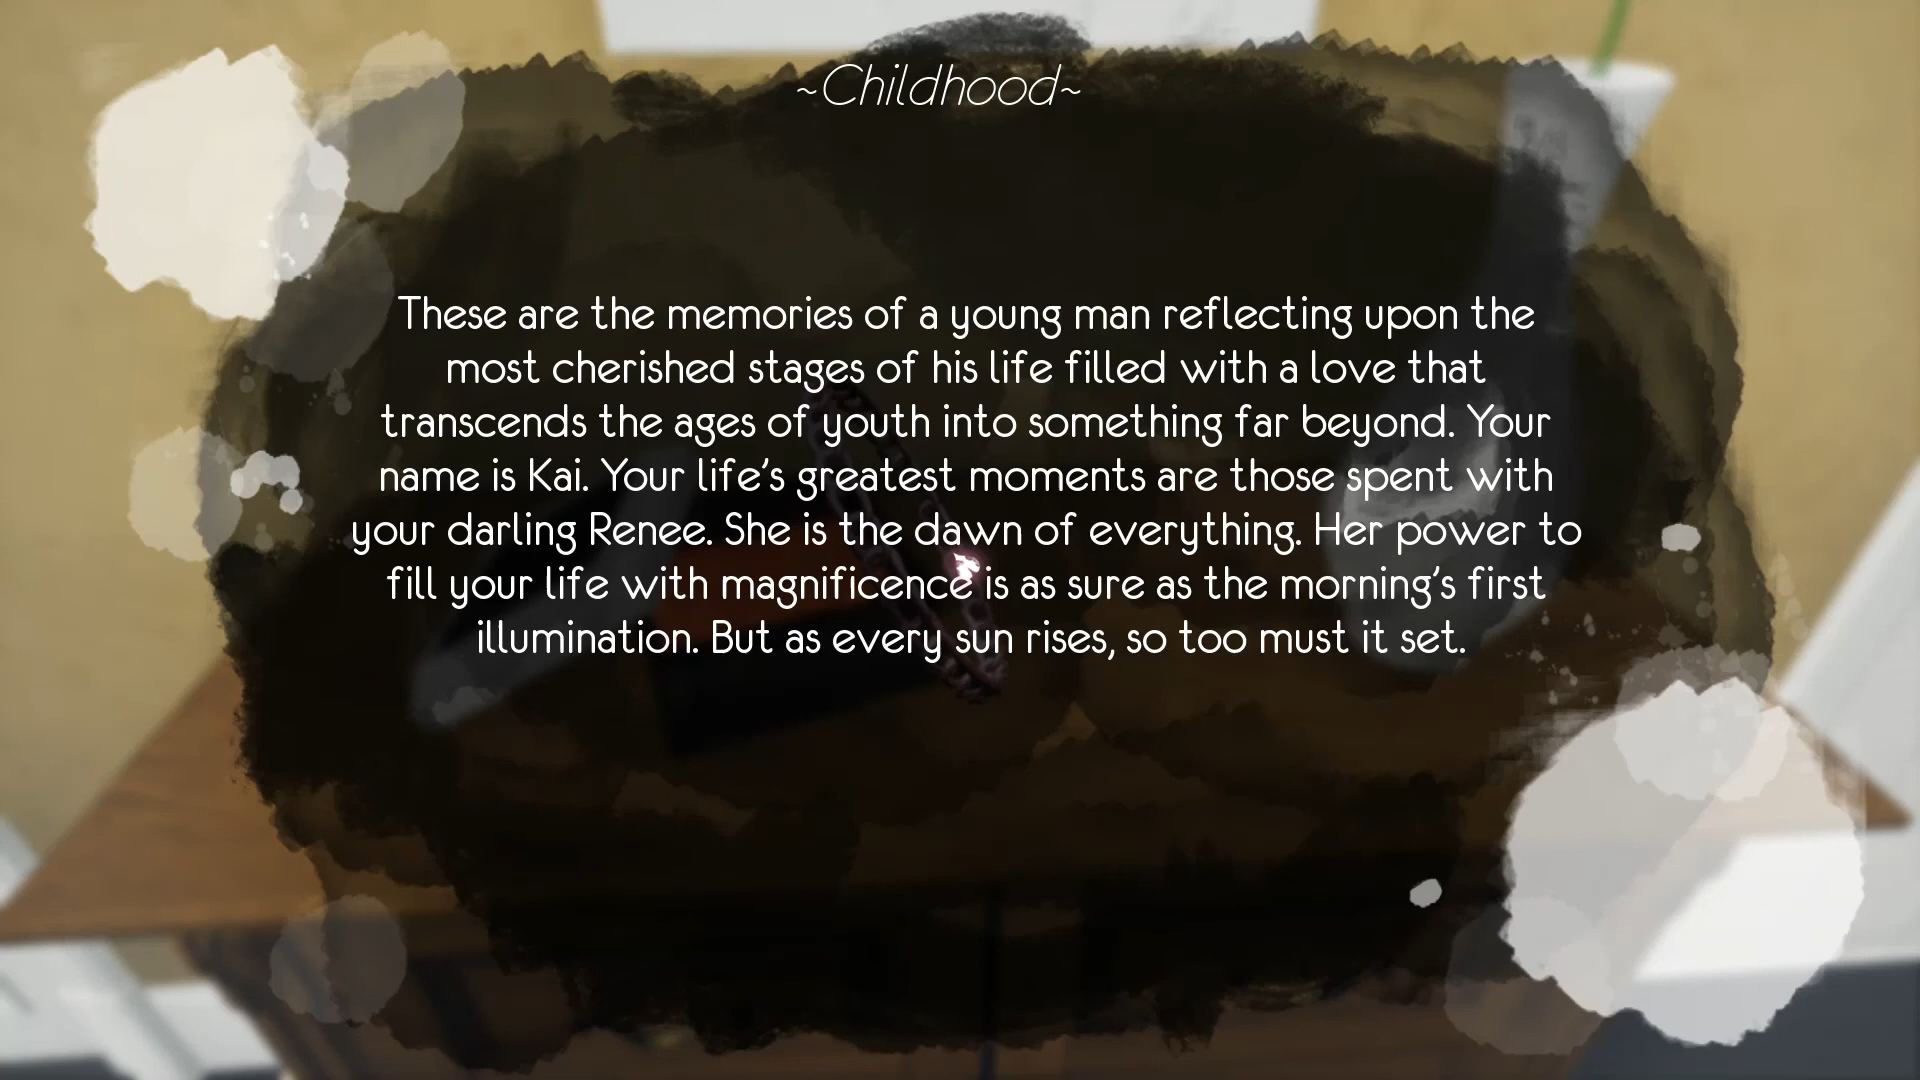 ~Childhood~
These are the memories of a young man reflecting upon the
most cherished stages of his life filled with a love that
transcends the ages of youth into something far beyond. Your
name is Kai. Your life's greatest moments are those spent with
your darling Renee. She is the dawn of everything. Her power to
fill your life with magnificence is as sure as the morning's first
illumination. But as every sun rises, so too must it set.